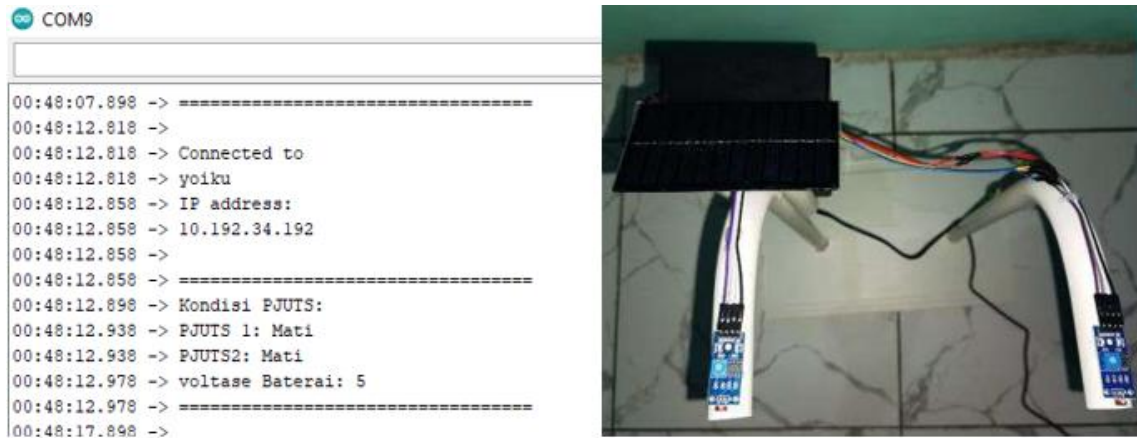 COM9
00:48:07.898 -> ==================================
00:48:12.818 ->
00:48:12.818 -> Connected to
00:48:12.818 -> yoiku
00:48:12.858 -> IP address:
00:48:12.858 -> 10.192.34.192
00:48:12.858 ->
00:48:12.858 -> ==================================
00:48:12.898 -> Kondisi PJUTS:
00:48:12.938 -> PJUTS 1: Mati
00:48:12.938 -> PJUTS2: Mati
00:48:12.978 -> voltase Baterai: 5
00:48:12.978 -> ==================================
00:48:17.898 ->